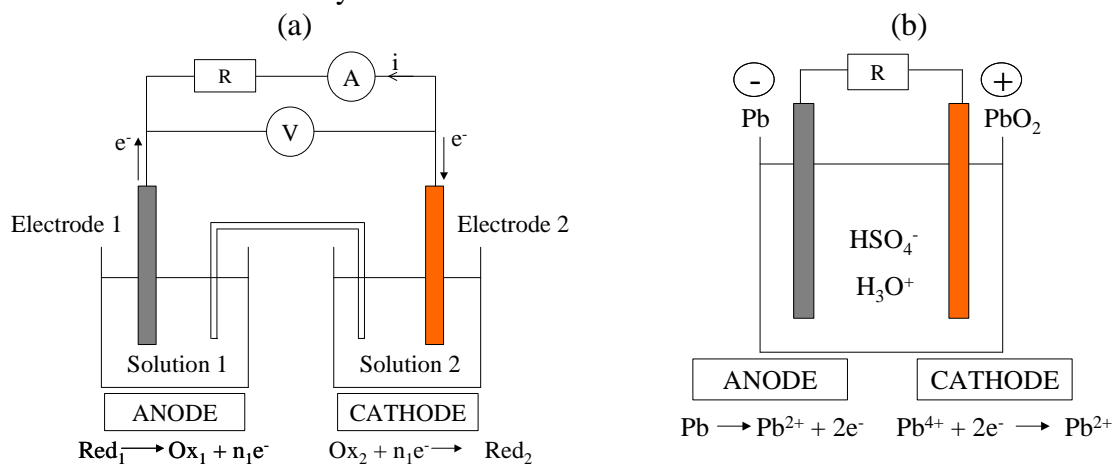 (a)
R
A
i
V
e-
e-
Electrode 1
Electrode 2
Solution 1
Solution 2
ANODE
CATHODE
Red1 → Ox1 + n1e-
Ox2 + n1e- → Red2
(b)
-
R
+
Pb
PbO2
HSO4-
H3O+
ANODE
CATHODE
Pb → Pb2+ + 2e-
Pb4+ + 2e- → Pb2+